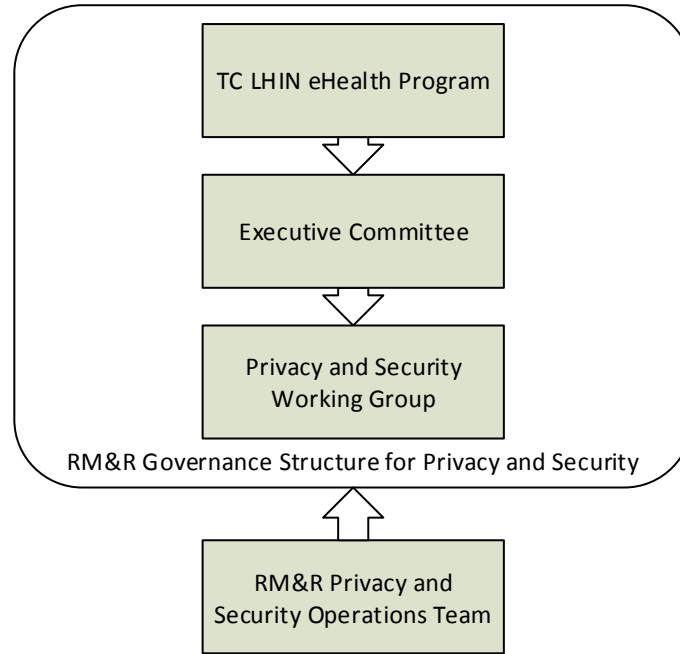 TC LHIN eHealth Program
Executive Committee
Privacy and Security
Working Group
RM&R Governance Structure for Privacy and Security
RM&R Privacy and
Security Operations Team